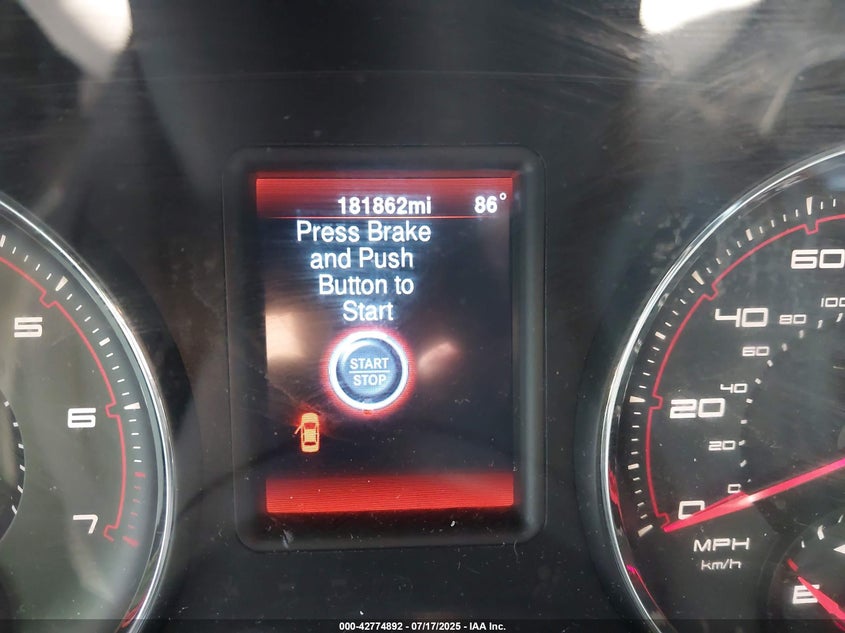 181862mi 86°
Press Brake
and Push
Button to
Start
START
STOP
5
6
7
60
40
20
0
100
80
60
40
20
0
MPH
km/h
E
000-42774892 - 07/17/2025 - IAA Inc.